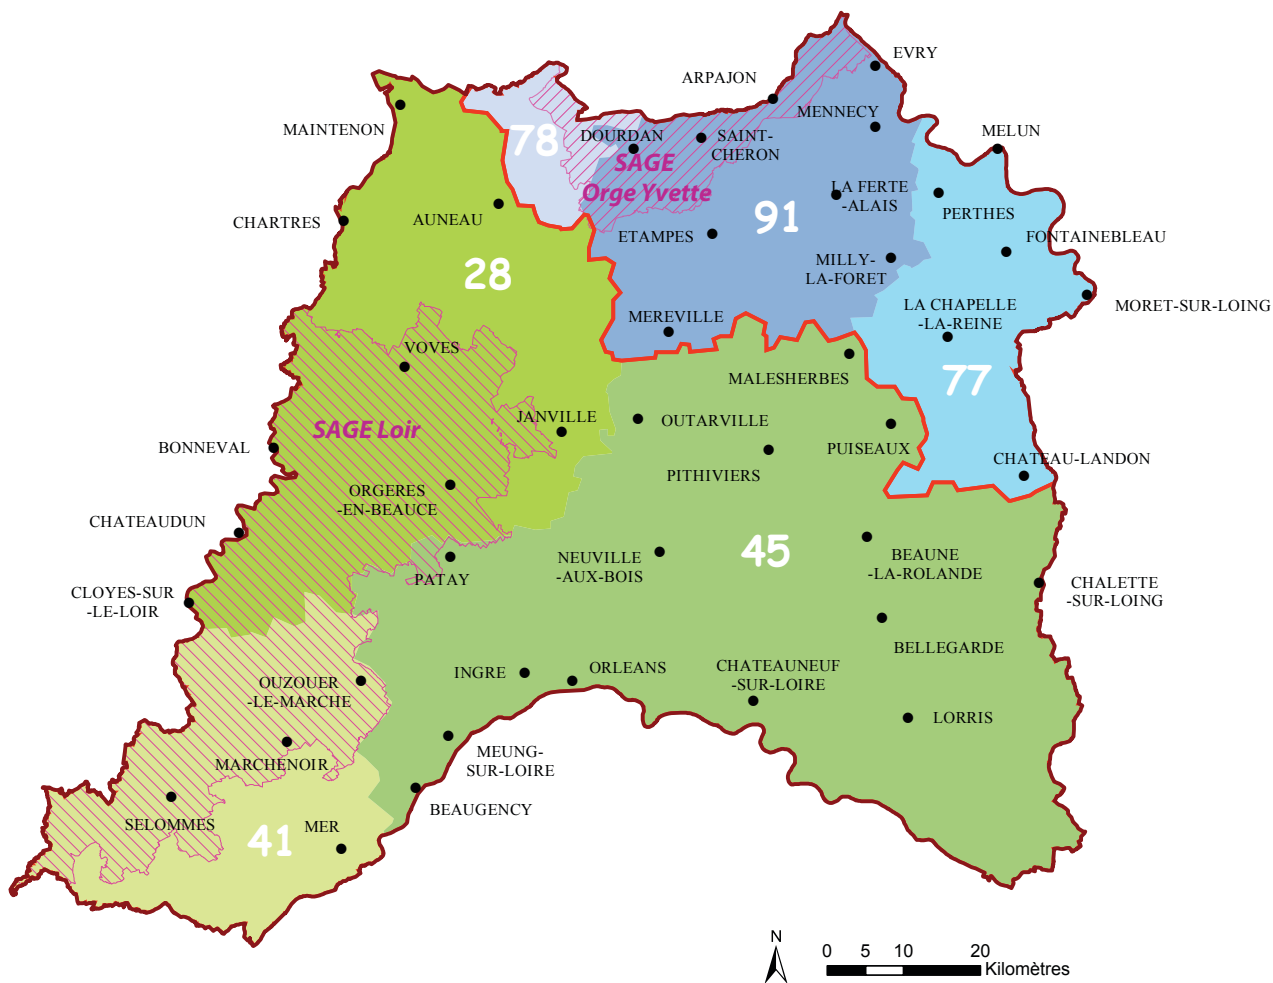 EVRY
ARPAJON
MENNECY
MAINTENON
78
DOURDAN
SAINT-
CHERON
MELUN
SAGE
Orge Yvette
LA FERTE
-ALAIS
PERTHES
CHARTRES
AUNEAU
91
ETAMPES
FONTAINEBLEAU
28
MILLY-
LA-FORET
MORET-SUR-LOING
MEREVILLE
LA CHAPELLE
-LA-REINE
VOVES
MALESHERBES
77
SAGE Loir
JANVILLE
OUTARVILLE
PUISEAUX
BONNEVAL
PITHIVIERS
CHATEAU-LANDON
ORGERES
-EN-BEAUCE
CHATEAUDUN
NEUVILLE
-AUX-BOIS
45
BEAUNE
-LA-ROLANDE
PATAY
CLOYES-SUR
-LE-LOIR
CHALETTE
-SUR-LOING
BELLEGARDE
OUZOUER
-LE-MARCHE
INGRE
ORLEANS
CHATEAUNEUF
-SUR-LOIRE
LORRIS
MARCHENOIR
MEUNG-
SUR-LOIRE
BEAUGENCY
SELOMMES
41
MER
N
0 5 10 20
Kilomètres